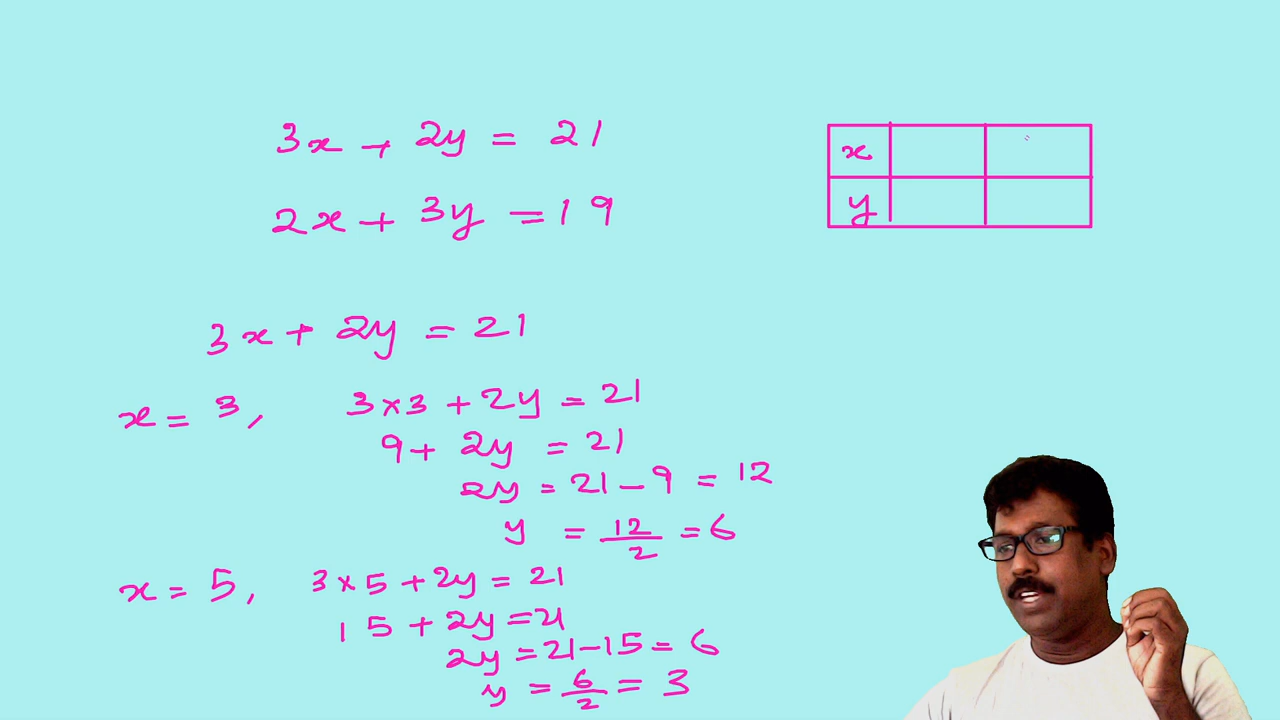 3x + 2y = 21
2x + 3y = 19
x
y
3x + 2y = 21
x = 3, 3×3 + 2y = 21
9 + 2y = 21
2y = 21 - 9 = 12
y = 12/2 = 6
x = 5, 3×5 + 2y = 21
15 + 2y = 21
2y = 21 - 15 = 6
y = 6/2 = 3